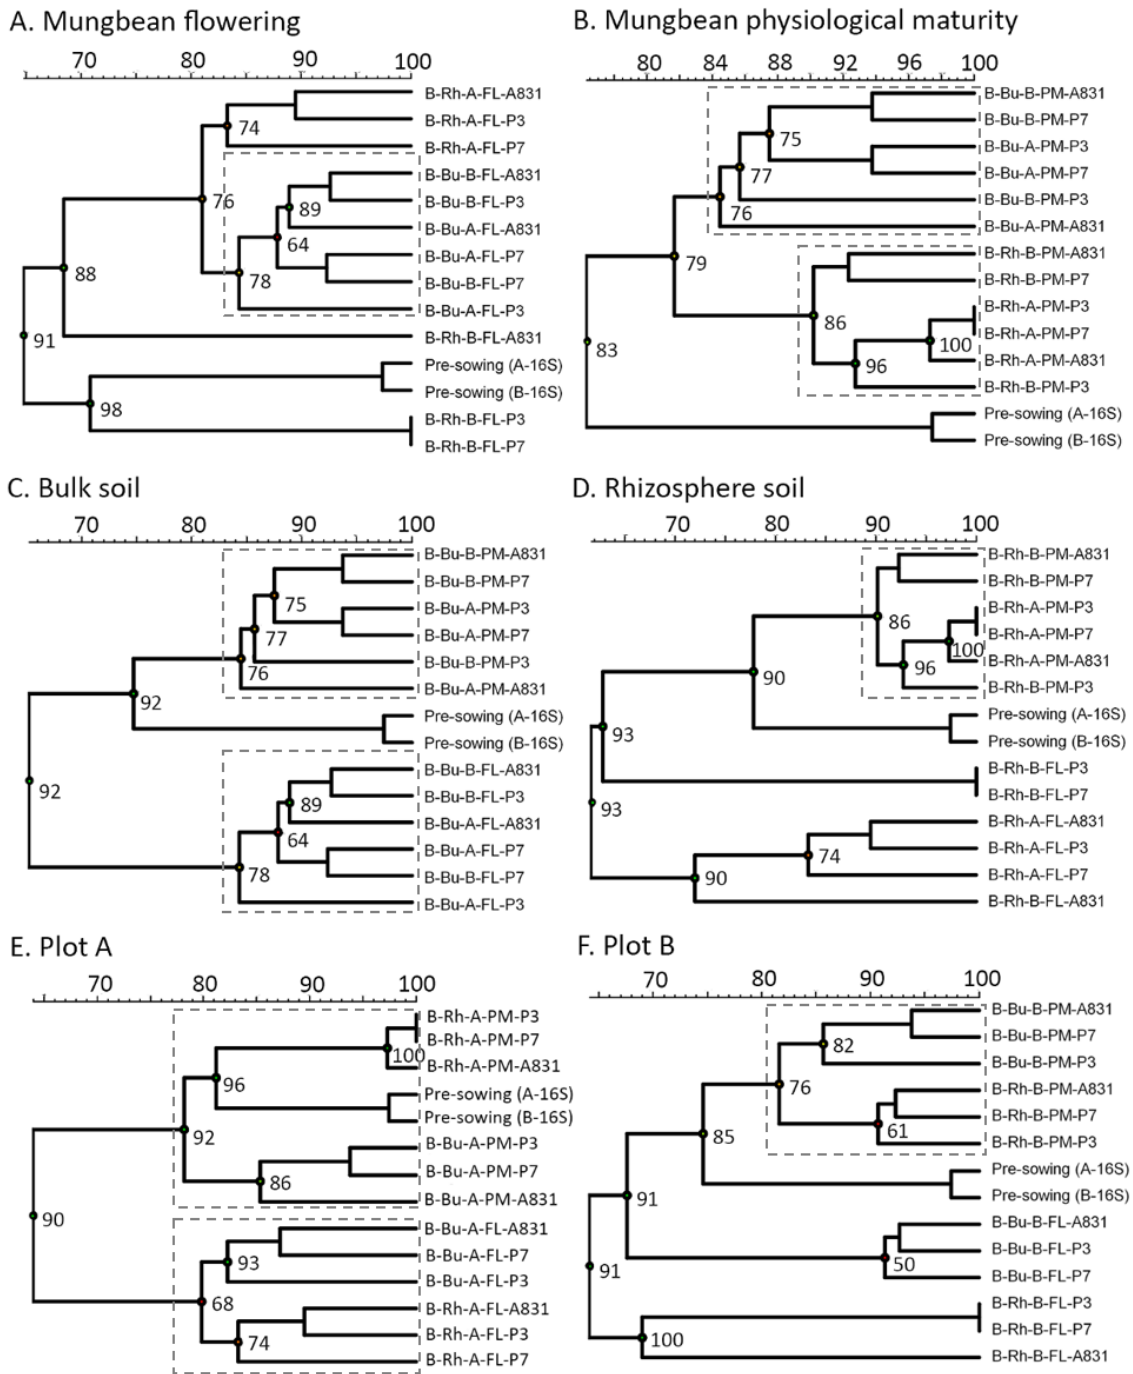 A. Mungbean flowering
70 80 90 100
B-Rh-A-FL-A831
B-Rh-A-FL-P3
74
B-Rh-A-FL-P7
B-Bu-B-FL-A831
76
B-Bu-B-FL-P3
89
B-Bu-A-FL-A831
64
B-Bu-A-FL-P7
88
78
B-Bu-B-FL-P7
B-Bu-A-FL-P3
91
B-Rh-B-FL-A831
Pre-sowing (A-16S)
Pre-sowing (B-16S)
98
B-Rh-B-FL-P3
B-Rh-B-FL-P7
B. Mungbean physiological maturity
80 84 88 92 96 100
B-Bu-B-PM-A831
B-Bu-B-PM-P7
75
B-Bu-A-PM-P3
77
B-Bu-A-PM-P7
B-Bu-B-PM-P3
76
B-Bu-A-PM-A831
79
B-Rh-B-PM-A831
B-Rh-B-PM-P7
B-Rh-A-PM-P3
86
B-Rh-A-PM-P7
100
83
B-Rh-A-PM-A831
96
B-Rh-B-PM-P3
Pre-sowing (A-16S)
Pre-sowing (B-16S)
C. Bulk soil
70 80 90 100
B-Bu-B-PM-A831
B-Bu-B-PM-P7
75
B-Bu-A-PM-P3
77
B-Bu-A-PM-P7
B-Bu-B-PM-P3
76
B-Bu-A-PM-A831
92
Pre-sowing (A-16S)
Pre-sowing (B-16S)
B-Bu-B-FL-A831
92
B-Bu-B-FL-P3
89
B-Bu-A-FL-A831
64
B-Bu-A-FL-P7
78
B-Bu-B-FL-P7
B-Bu-A-FL-P3
D. Rhizosphere soil
70 80 90 100
B-Rh-B-PM-A831
B-Rh-B-PM-P7
B-Rh-A-PM-P3
86
B-Rh-A-PM-P7
100
B-Rh-A-PM-A831
96
90
B-Rh-B-PM-P3
Pre-sowing (A-16S)
93
Pre-sowing (B-16S)
B-Rh-B-FL-P3
B-Rh-B-FL-P7
93
B-Rh-A-FL-A831
B-Rh-A-FL-P3
74
B-Rh-A-FL-P7
90
B-Rh-B-FL-A831
E. Plot A
70 80 90 100
B-Rh-A-PM-P3
B-Rh-A-PM-P7
100
B-Rh-A-PM-A831
96
Pre-sowing (A-16S)
Pre-sowing (B-16S)
92
B-Bu-A-PM-P3
B-Bu-A-PM-P7
86
B-Bu-A-PM-A831
90
B-Bu-A-FL-A831
B-Bu-A-FL-P7
93
B-Bu-A-FL-P3
68
B-Rh-A-FL-A831
B-Rh-A-FL-P3
74
B-Rh-A-FL-P7
F. Plot B
70 80 90 100
B-Bu-B-PM-A831
B-Bu-B-PM-P7
82
B-Bu-B-PM-P3
76
B-Rh-B-PM-A831
B-Rh-B-PM-P7
61
85
B-Rh-B-PM-P3
Pre-sowing (A-16S)
91
Pre-sowing (B-16S)
B-Bu-B-FL-A831
B-Bu-B-FL-P3
50
91
B-Bu-B-FL-P7
B-Rh-B-FL-P3
B-Rh-B-FL-P7
100
B-Rh-B-FL-A831